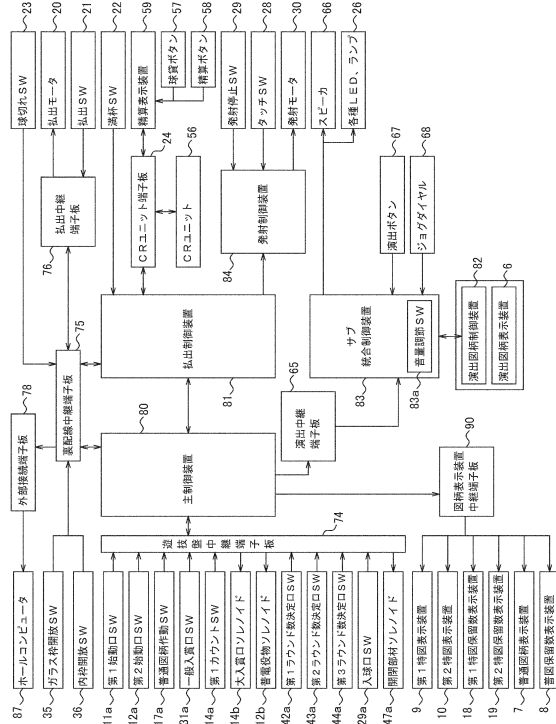 87 ホールコンピュータ
35 ガラス枠開放SW
36 内枠開放SW
11a 第1始動口SW
12a 第2始動口SW
17a 普通図柄作動SW
31a 一般入賞口SW
14a 第1カウントSW
14b 大入賞口ソレノイド
12b 普電役物ソレノイド
42a 第1ラウンド数決定口SW
43a 第2ラウンド数決定口SW
44a 第3ラウンド数決定口SW
29a 入球口SW
47a 開閉部材ソレノイド
9 第1特図表示装置
10 第2特図表示装置
18 第1特図保留数表示装置
19 第2特図保留数表示装置
7 普通図柄表示装置
8 普図保留数表示装置
外部接続端子板 78
遊技盤中継端子板
74
裏配線中継端子板 75
主制御装置
80
演出中継
端子板
65
図柄表示装置
中継端子板
90
払出中継
端子板
76
払出制御装置
81
サブ
統合制御装置
83
音量調節SW
83a
CRユニット端子板
24
CRユニット
56
発射制御装置
84
演出図柄制御装置
82
演出図柄表示装置
6
球切れSW 23
払出モータ 20
払出SW 21
満杯SW 22
精算表示装置 59
球貸ボタン 57
精算ボタン 58
発射停止SW 29
タッチSW 28
発射モータ 30
スピーカ 66
各種LED、ランプ 26
演出ボタン 67
ジョグダイヤル 68